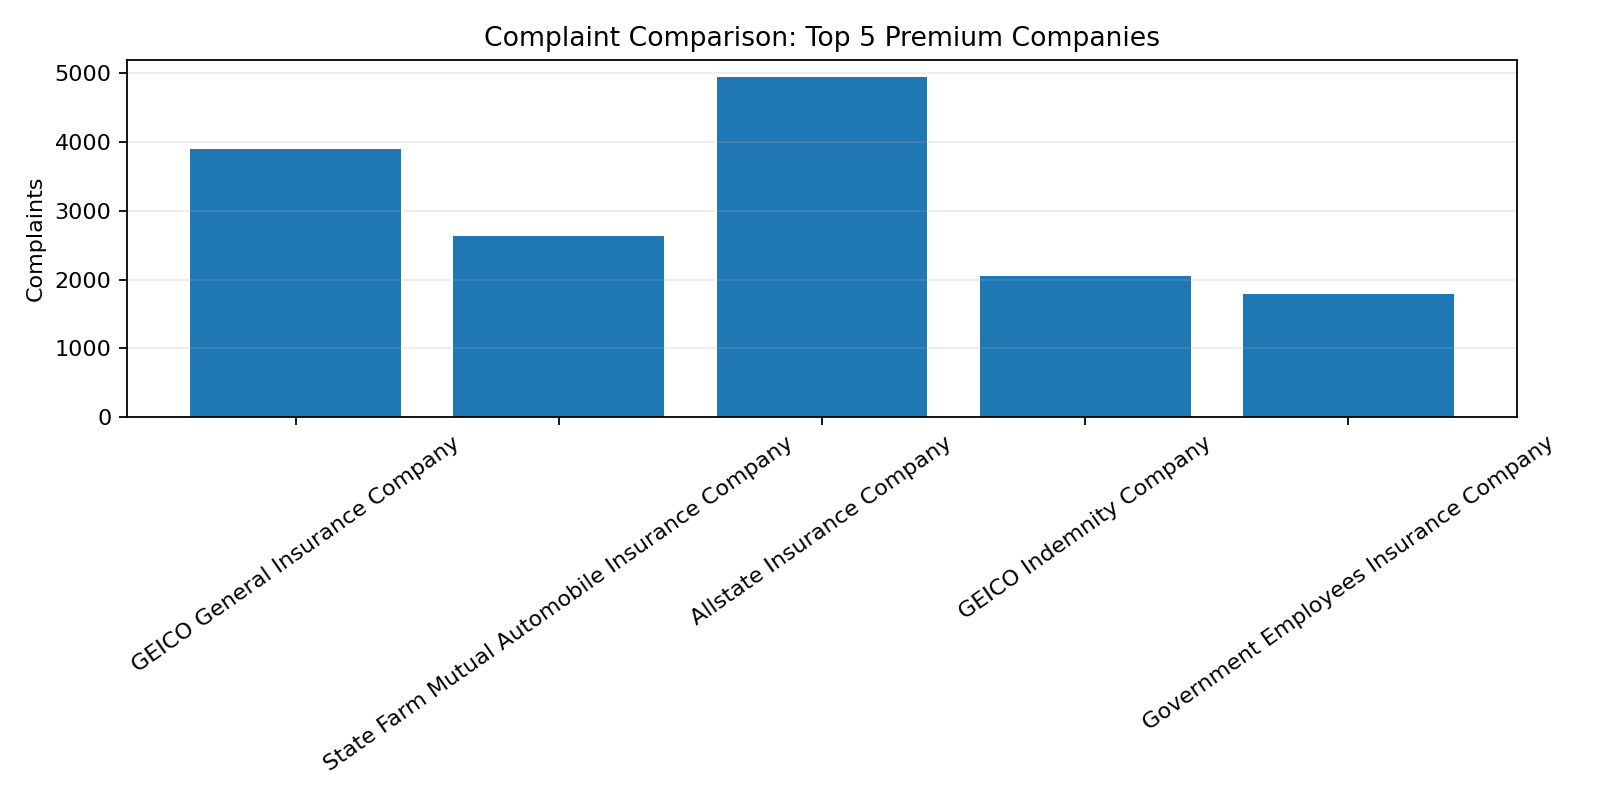 Complaint Comparison: Top 5 Premium Companies
Complaints
5000
4000
3000
2000
1000
0
GEICO General Insurance Company
State Farm Mutual Automobile Insurance Company
Allstate Insurance Company
GEICO Indemnity Company
Government Employees Insurance Company